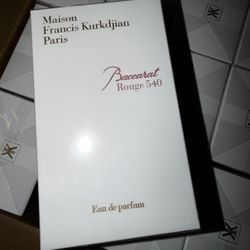 Maison
Francis Kurkdjian
Paris
Baccarat
Rouge 540
Eau de parfum